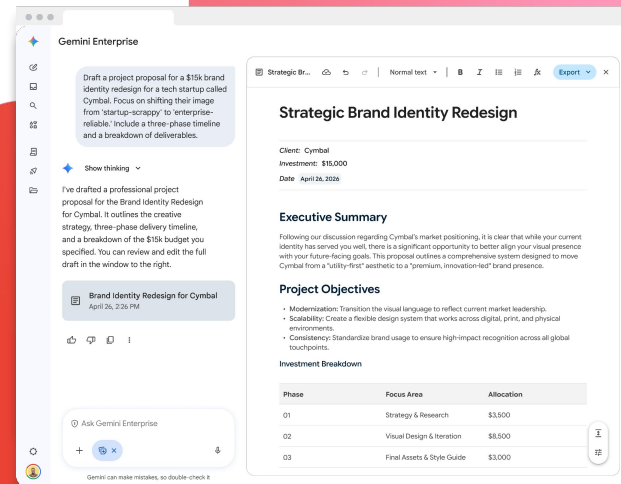 Gemini Enterprise
Draft a project proposal for a $15k brand
identity redesign for a tech startup called
Cymbal. Focus on shifting their image
from 'startup-scrappy' to 'enterprise-
reliable.' Include a three-phase timeline
and a breakdown of deliverables.
Show thinking
I've drafted a professional project
proposal for the Brand Identity Redesign
for Cymbal. It outlines the creative
strategy, three-phase delivery timeline,
and a breakdown of the $15k budget you
specified. You can review and edit the full
draft in the window to the right.
Brand Identity Redesign for Cymbal
April 26, 2:26 PM
Ask Gemini Enterprise
Gemini can make mistakes, so double-check it
Strategic Br... Normal text B I fx Export
Strategic Brand Identity Redesign
Client: Cymbal
Investment: $15,000
Date April 26, 2026
Executive Summary
Following our discussion regarding Cymbal's market positioning, it is clear that while your current
identity has served you well, there is a significant opportunity to better align your visual presence
with your future-facing goals. This proposal outlines a comprehensive system designed to move
Cymbal from a "utility-first" aesthetic to a "premium, innovation-led" brand presence.
Project Objectives
• Modernization: Transition the visual language to reflect current market leadership.
• Scalability: Create a flexible design system that works across digital, print, and physical
environments.
• Consistency: Standardize brand usage to ensure high-impact recognition across all global
touchpoints.
Investment Breakdown
Phase Focus Area Allocation
01 Strategy & Research $3,500
02 Visual Design & Iteration $8,500
03 Final Assets & Style Guide $3,000